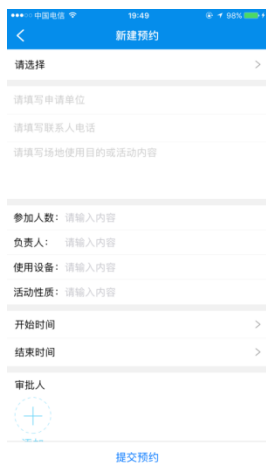 中国电信 19:49 98%
新建预约
请选择
请填写申请单位
请填写联系人电话
请填写场地使用目的或活动内容
参加人数：请输入内容
负责人： 请输入内容
使用设备：请输入内容
活动性质：请输入内容
开始时间
结束时间
审批人
提交预约